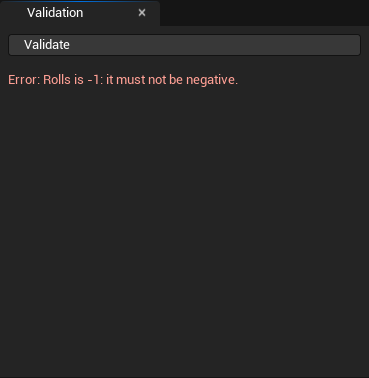 Validation
Validate
Error: Rolls is -1: it must not be negative.